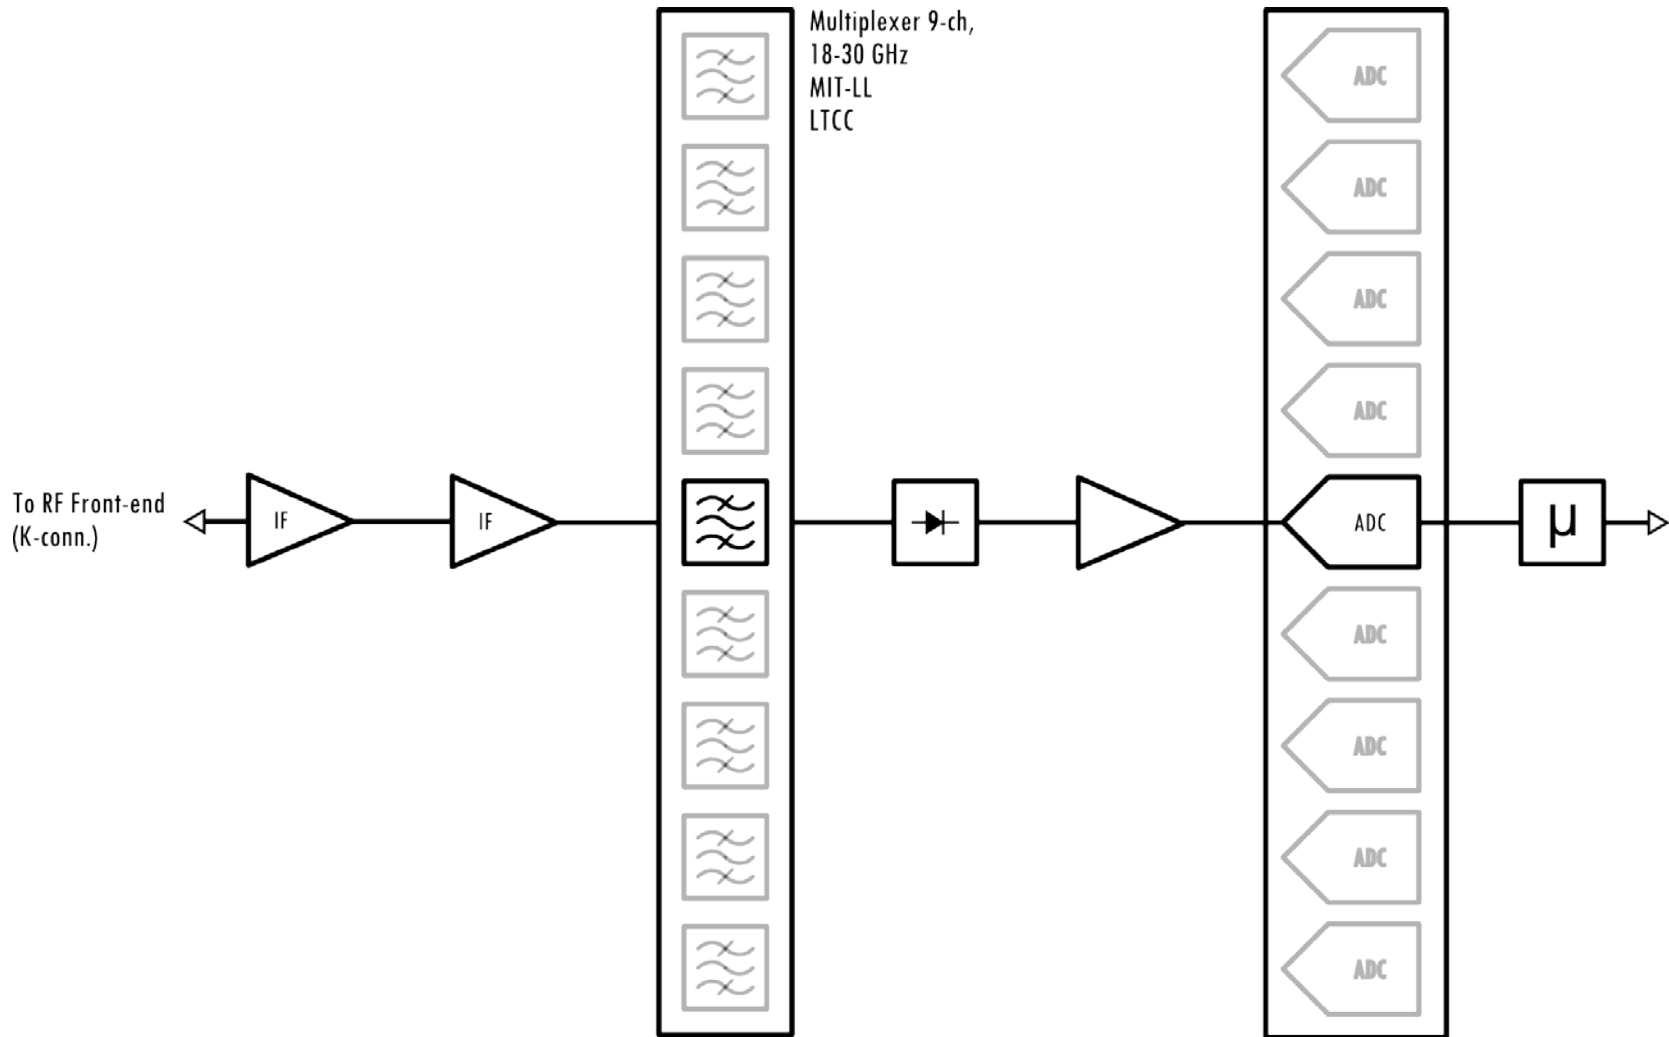 Multiplexer 9-ch,
18-30 GHz
MIT-LL
LTCC
ADC
ADC
ADC
ADC
To RF Front-end
(K-conn.)
IF
IF
ADC
μ
ADC
ADC
ADC
ADC